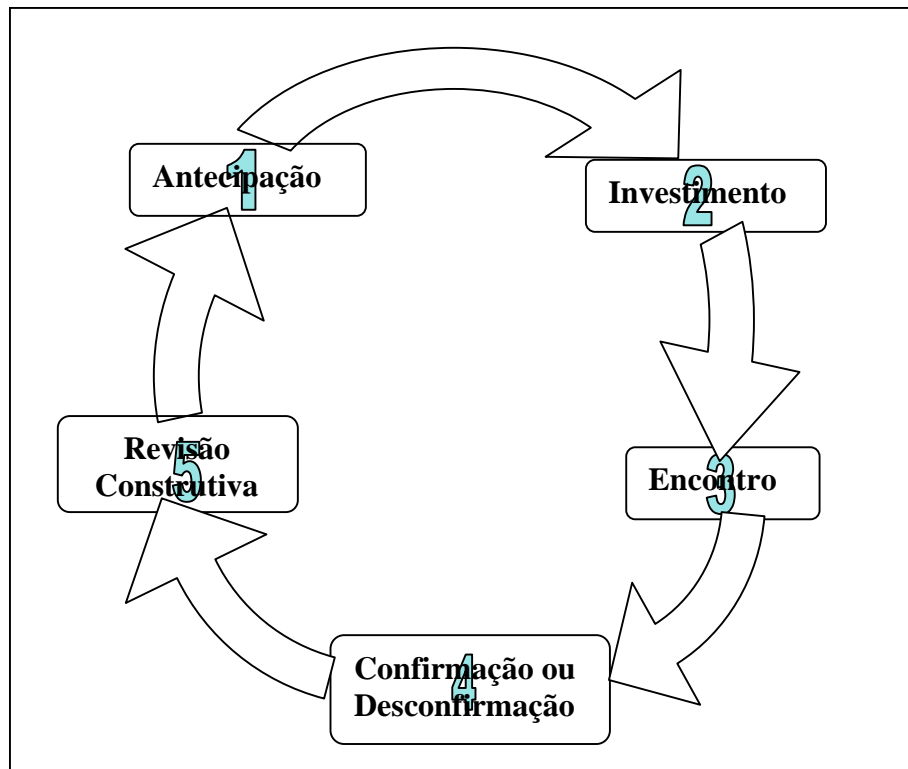 1
Antecipação
2
Investimento
3
Encontro
4
Confirmação ou
Desconfirmação
5
Revisão
Construtiva